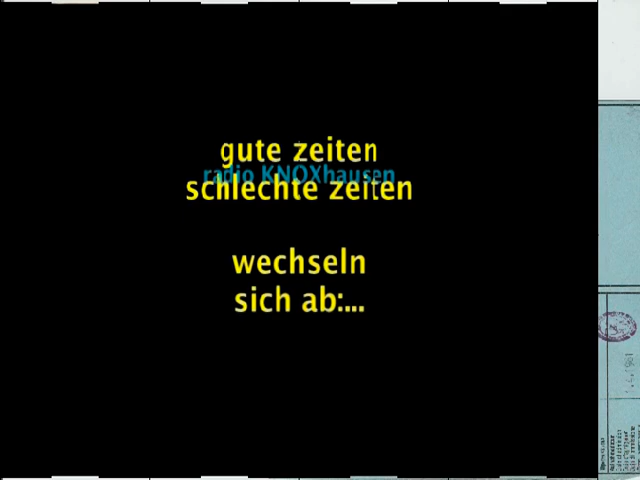 gute zeiten
radio KNOXhausen
schlechte zeiten
wechseln
sich ab:...